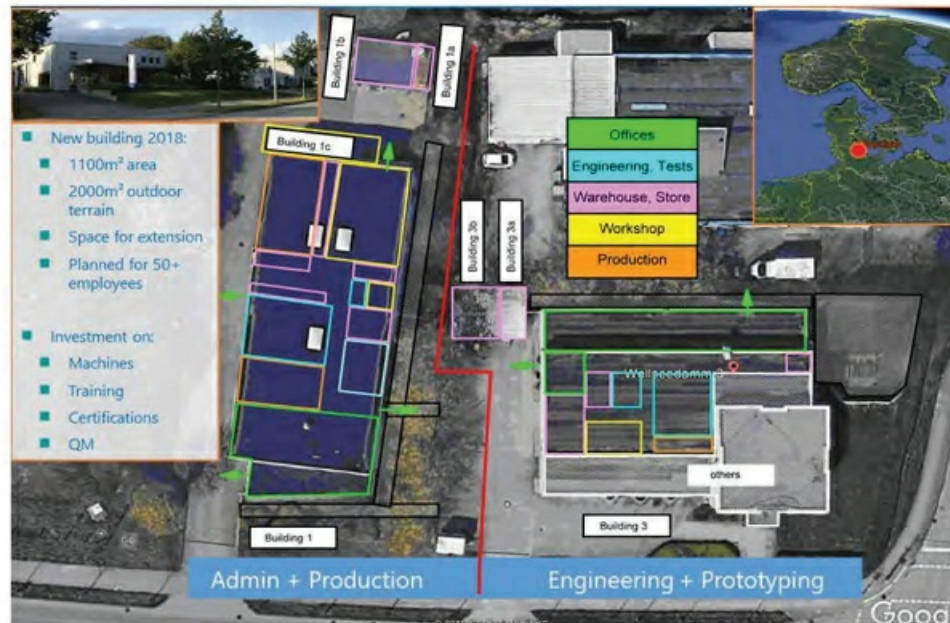 New building 2018:
1100m² area
2000m² outdoor
terrain
Space for extension
Planned for 50+
employees
Investment on:
Machines
Training
Certifications
QM
Building 1b
Building 1a
Building 1c
Offices
Engineering, Tests
Warehouse, Store
Workshop
Production
Building 3b
Building 3a
others
Building 1
Building 3
Admin + Production
Engineering + Prototyping
Goog